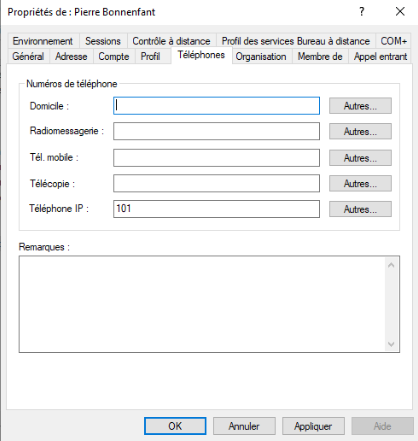 Propriétés de : Pierre Bonnenfant ? ×
Environnement Sessions Contrôle à distance Profil des services Bureau à distance COM+
Général Adresse Compte Profil Téléphones Organisation Membre de Appel entrant
Numéros de téléphone
Domicile : Autres...
Radiomessagerie : Autres...
Tél. mobile : Autres...
Télécopie : Autres...
Téléphone IP : 101 Autres...
Remarques :
OK Annuler Appliquer Aide